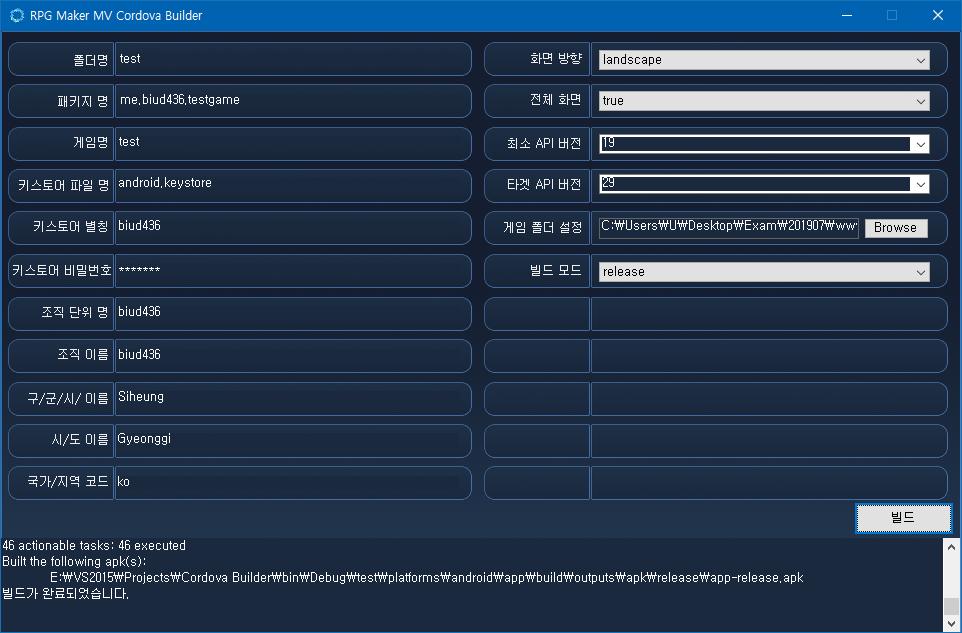 RPG Maker MV Cordova Builder
폴더명 test
패키지 명 me.biud436.testgame
게임명 test
키스토어 파일 명 android.keystore
키스토어 별칭 biud436
키스토어 비밀번호 *******
조직 단위 명 biud436
조직 이름 biud436
구/군/시/ 이름 Siheung
시/도 이름 Gyeonggi
국가/지역 코드 ko
화면 방향 landscape
전체 화면 true
최소 API 버전 19
타겟 API 버전 29
게임 폴더 설정 C:₩Users₩U₩Desktop₩Exam₩201907₩ww Browse
빌드 모드 release
빌드
46 actionable tasks: 46 executed
Built the following apk(s):
E:₩VS2015₩Projects₩Cordova Builder₩bin₩Debug₩test₩platforms₩android₩app₩build₩outputs₩apk₩release₩app-release.apk
빌드가 완료되었습니다.